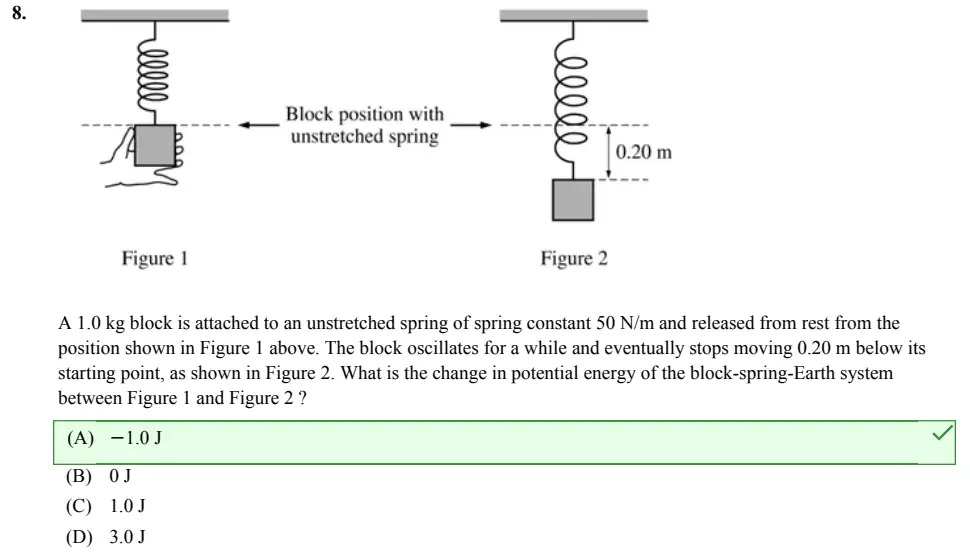 8.
Block position with
unstretched spring
0.20 m
Figure 1
Figure 2
A 1.0 kg block is attached to an unstretched spring of spring constant 50 N/m and released from rest from the
position shown in Figure 1 above. The block oscillates for a while and eventually stops moving 0.20 m below its
starting point, as shown in Figure 2. What is the change in potential energy of the block-spring-Earth system
between Figure 1 and Figure 2 ?
(A) −1.0 J
(B) 0 J
(C) 1.0 J
(D) 3.0 J